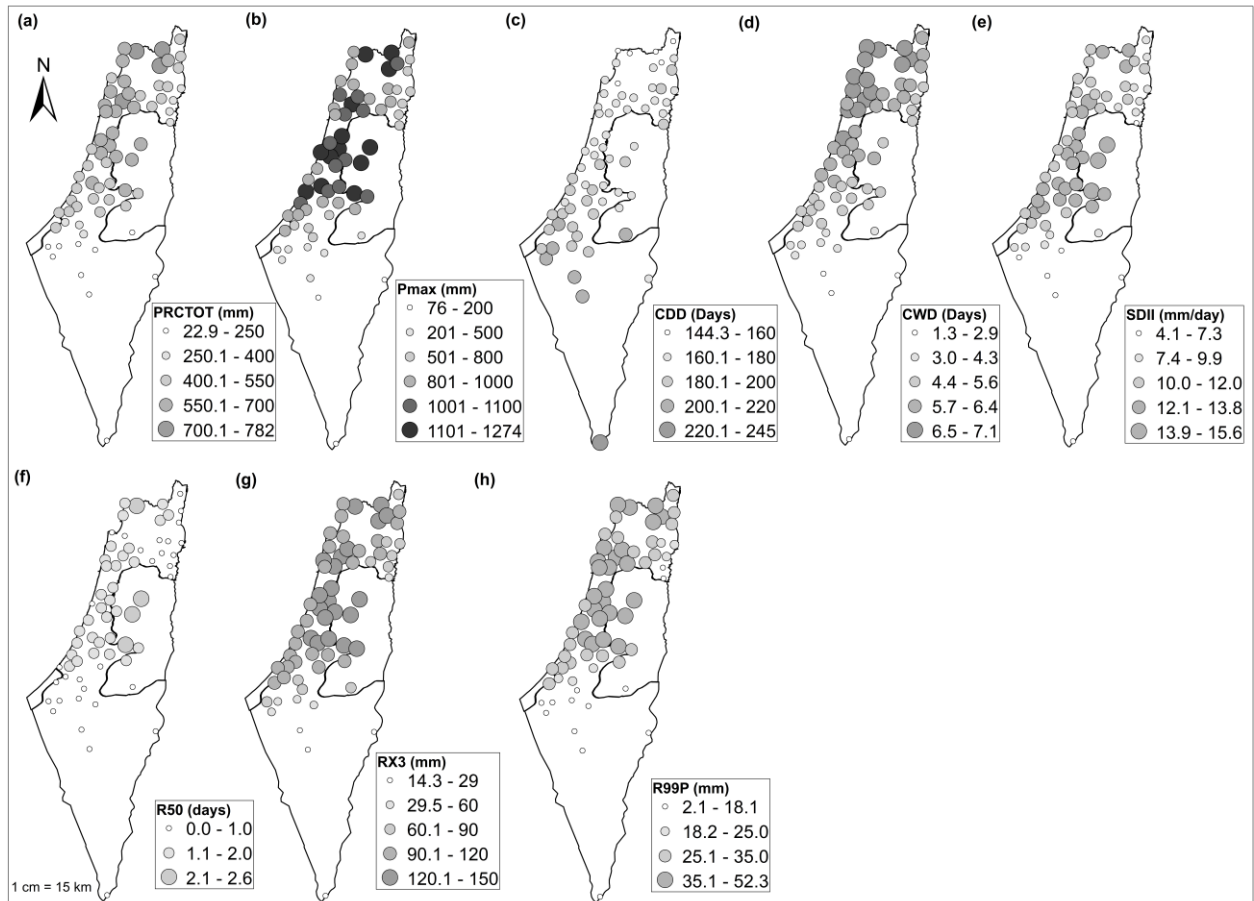 (a)
(b)
(c)
(d)
(e)
N
PRCTOT (mm)
22.9 - 250
250.1 - 400
400.1 - 550
550.1 - 700
700.1 - 782
Pmax (mm)
76 - 200
201 - 500
501 - 800
801 - 1000
1001 - 1100
1101 - 1274
CDD (Days)
144.3 - 160
160.1 - 180
180.1 - 200
200.1 - 220
220.1 - 245
CWD (Days)
1.3 - 2.9
3.0 - 4.3
4.4 - 5.6
5.7 - 6.4
6.5 - 7.1
SDII (mm/day)
4.1 - 7.3
7.4 - 9.9
10.0 - 12.0
12.1 - 13.8
13.9 - 15.6
(f)
(g)
(h)
R50 (days)
0.0 - 1.0
1.1 - 2.0
2.1 - 2.6
RX3 (mm)
14.3 - 29
29.5 - 60
60.1 - 90
90.1 - 120
120.1 - 150
R99P (mm)
2.1 - 18.1
18.2 - 25.0
25.1 - 35.0
35.1 - 52.3
1 cm = 15 km